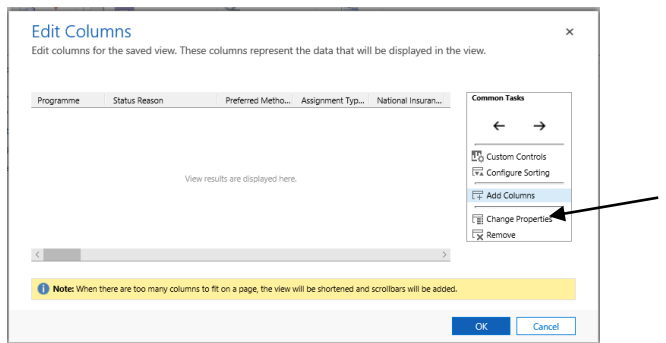 Edit Columns
Edit columns for the saved view. These columns represent the data that will be displayed in the view.
Programme Status Reason Preferred Metho... Assignment Typ... National Insuran...
View results are displayed here.
Common Tasks
Custom Controls
Configure Sorting
Add Columns
Change Properties
Remove
Note: When there are too many columns to fit on a page, the view will be shortened and scrollbars will be added.
OK Cancel